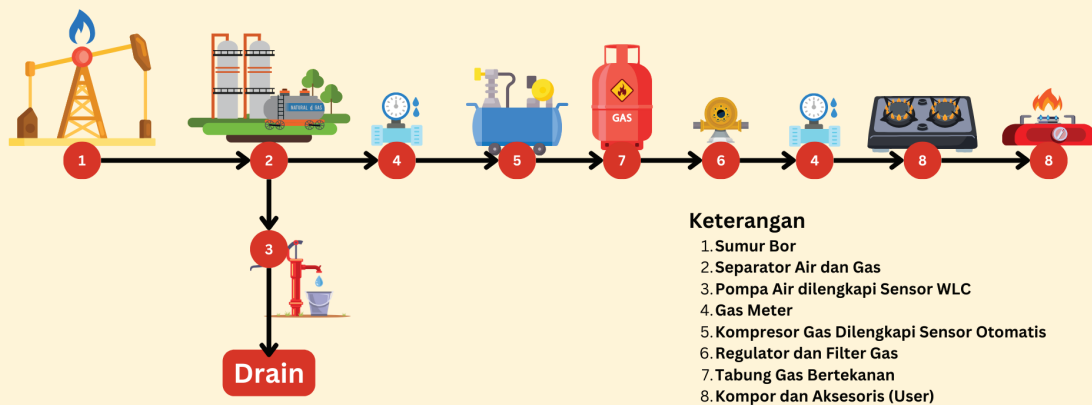 NATURAL & GAS
GAS
1
2
4
5
7
6
4
8
8
3
Drain
Keterangan
1. Sumur Bor
2. Separator Air dan Gas
3. Pompa Air dilengkapi Sensor WLC
4. Gas Meter
5. Kompresor Gas Dilengkapi Sensor Otomatis
6. Regulator dan Filter Gas
7. Tabung Gas Bertekanan
8. Kompor dan Aksesoris (User)